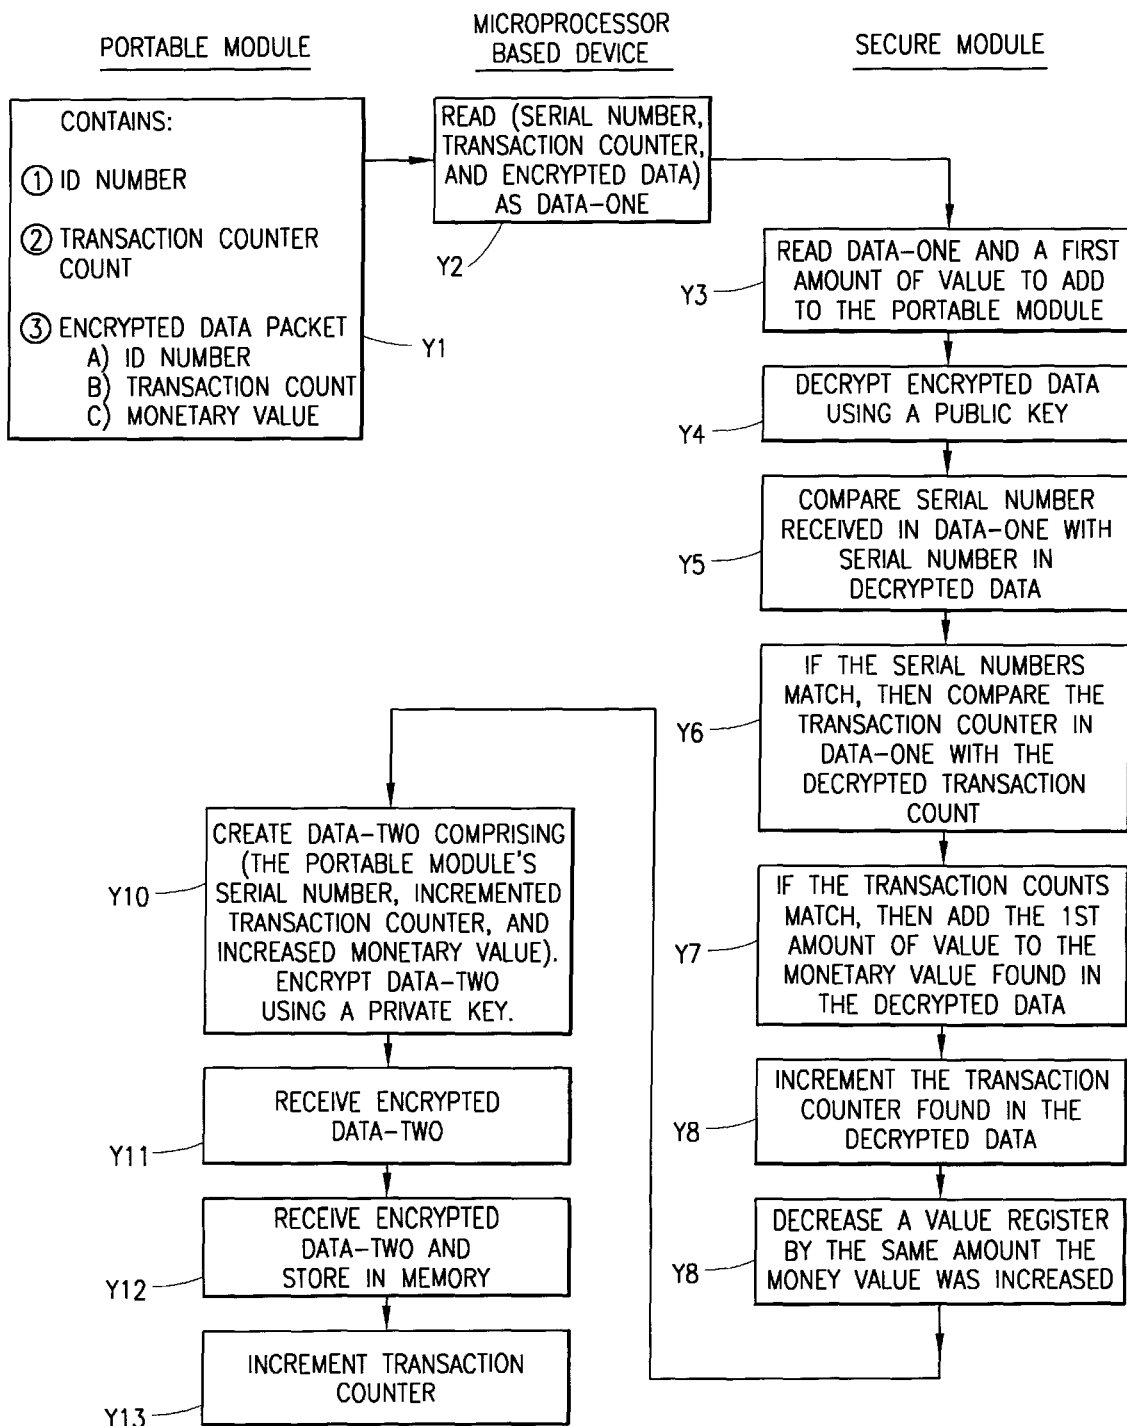 PORTABLE MODULE
MICROPROCESSOR
BASED DEVICE
SECURE MODULE
CONTAINS:
① ID NUMBER
② TRANSACTION COUNTER
COUNT
③ ENCRYPTED DATA PACKET
A) ID NUMBER
B) TRANSACTION COUNT
C) MONETARY VALUE
Y1
READ (SERIAL NUMBER,
TRANSACTION COUNTER,
AND ENCRYPTED DATA)
AS DATA-ONE
Y2
READ DATA-ONE AND A FIRST
AMOUNT OF VALUE TO ADD
TO THE PORTABLE MODULE
Y3
DECRYPT ENCRYPTED DATA
USING A PUBLIC KEY
Y4
COMPARE SERIAL NUMBER
RECEIVED IN DATA-ONE WITH
SERIAL NUMBER IN
DECRYPTED DATA
Y5
IF THE SERIAL NUMBERS
MATCH, THEN COMPARE THE
TRANSACTION COUNTER IN
DATA-ONE WITH THE
DECRYPTED TRANSACTION
COUNT
Y6
IF THE TRANSACTION COUNTS
MATCH, THEN ADD THE 1ST
AMOUNT OF VALUE TO THE
MONETARY VALUE FOUND IN
THE DECRYPTED DATA
Y7
INCREMENT THE TRANSACTION
COUNTER FOUND IN THE
DECRYPTED DATA
Y8
DECREASE A VALUE REGISTER
BY THE SAME AMOUNT THE
MONEY VALUE WAS INCREASED
Y8
CREATE DATA-TWO COMPRISING
(THE PORTABLE MODULE'S
SERIAL NUMBER, INCREMENTED
TRANSACTION COUNTER, AND
INCREASED MONETARY VALUE).
ENCRYPT DATA-TWO
USING A PRIVATE KEY.
Y10
RECEIVE ENCRYPTED
DATA-TWO
Y11
RECEIVE ENCRYPTED
DATA-TWO AND
STORE IN MEMORY
Y12
INCREMENT TRANSACTION
COUNTER
Y13